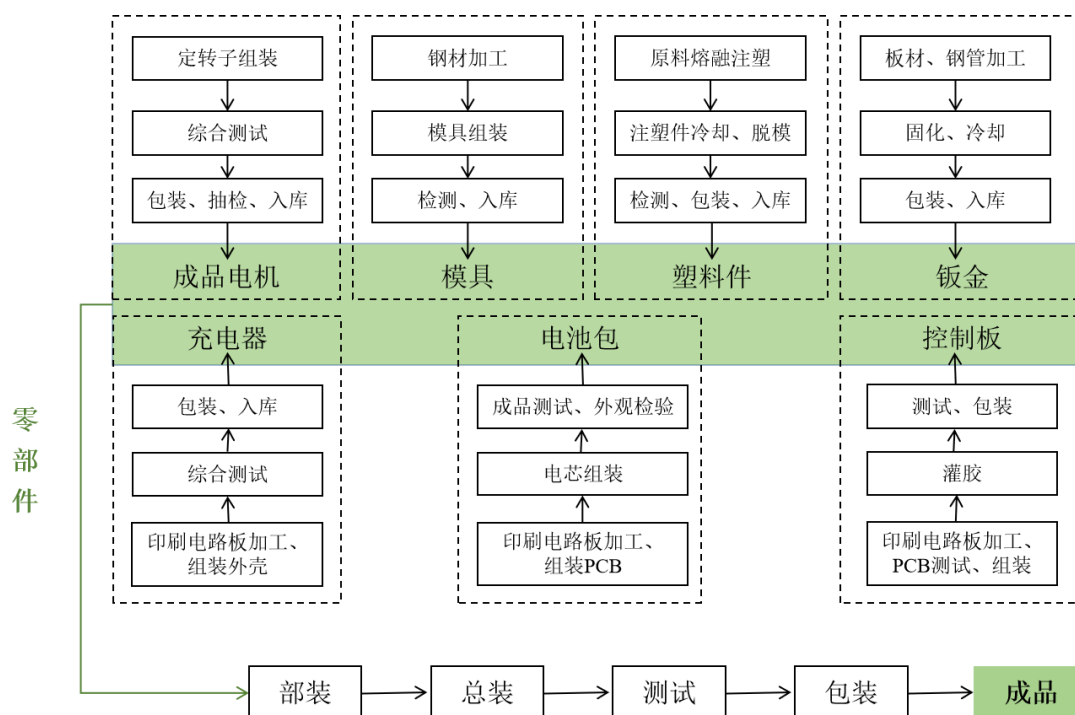 定转子组装
综合测试
包装、抽检、入库
成品电机
钢材加工
模具组装
检测、入库
模具
原料熔融注塑
注塑件冷却、脱模
检测、包装、入库
塑料件
板材、钢管加工
固化、冷却
包装、入库
钣金
充电器
包装、入库
综合测试
印刷电路板加工、
组装外壳
电池包
成品测试、外观检验
电芯组装
印刷电路板加工、
组装PCB
控制板
测试、包装
灌胶
印刷电路板加工、
PCB测试、组装
零部件
部装
总装
测试
包装
成品